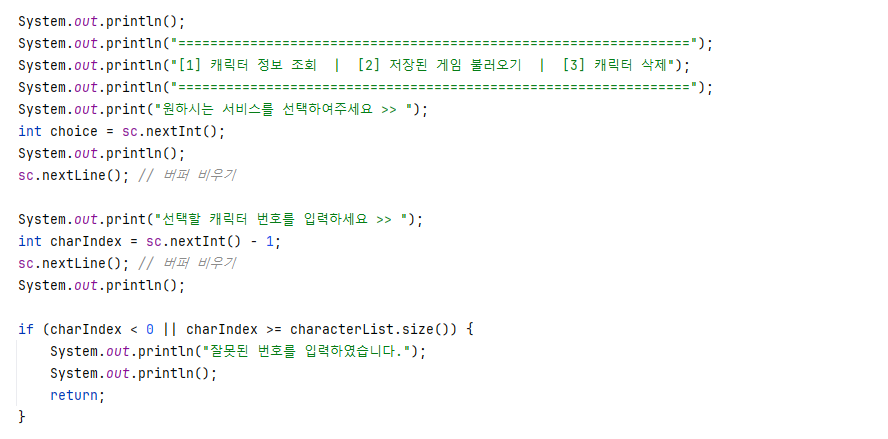 System.out.println();
System.out.println("================================================================");
System.out.println("[1] 캐릭터 정보 조회  |  [2] 저장된 게임 불러오기  |  [3] 캐릭터 삭제");
System.out.println("================================================================");
System.out.print("원하시는 서비스를 선택하여주세요 >> ");
int choice = sc.nextInt();
System.out.println();
sc.nextLine(); // 버퍼 비우기
System.out.print("선택할 캐릭터 번호를 입력하세요 >> ");
int charIndex = sc.nextInt() - 1;
sc.nextLine(); // 버퍼 비우기
System.out.println();
if (charIndex < 0 || charIndex >= characterList.size()) {
    System.out.println("잘못된 번호를 입력하였습니다.");
    System.out.println();
    return;
}